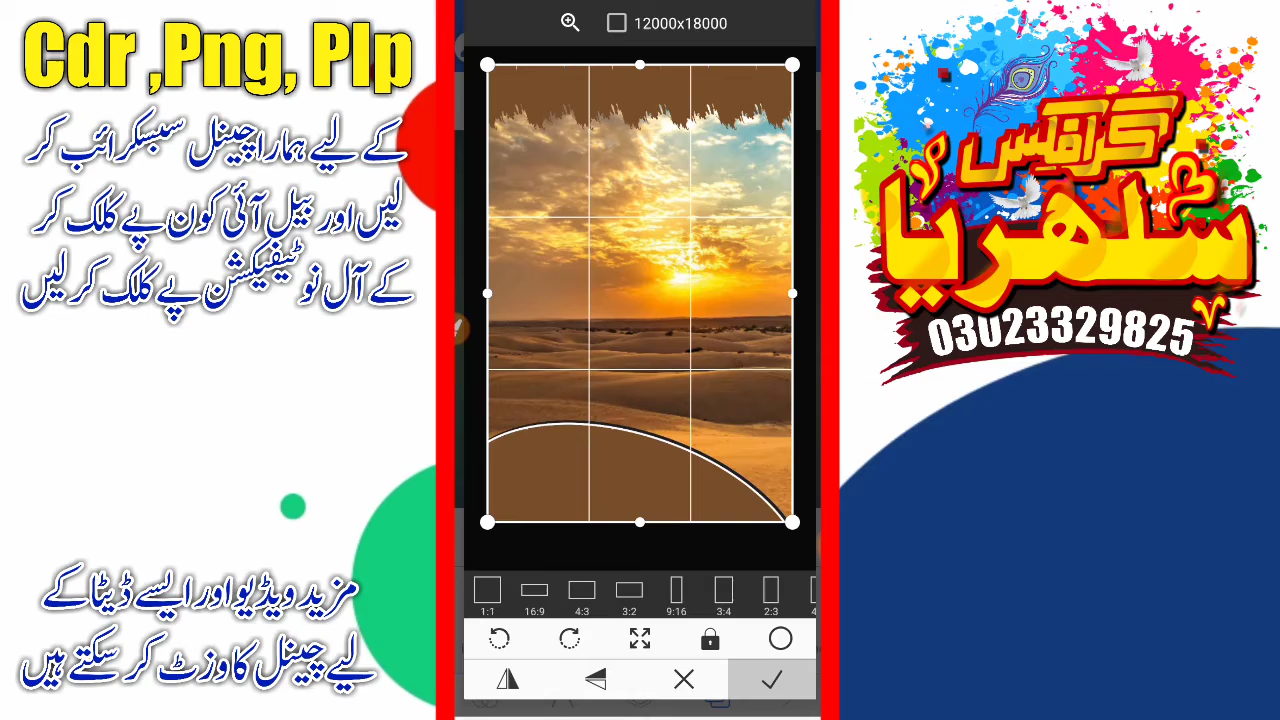 Cdr ,Png, Plp
کے لیے ہمارا چینل سبسکرائب کر
لیں اور بیل آئی کون پے کلک کر
کے آل نوٹیفیکشن پے کلک کر لیں
مزید ویڈیو اور ایسے ڈیٹا کے
لیے چینل کا وزٹ کر سکتے ہیں
12000x18000
1:1 16:9 4:3 3:2 9:16 3:4 2:3
گرافکس
سلہریا
03023329825